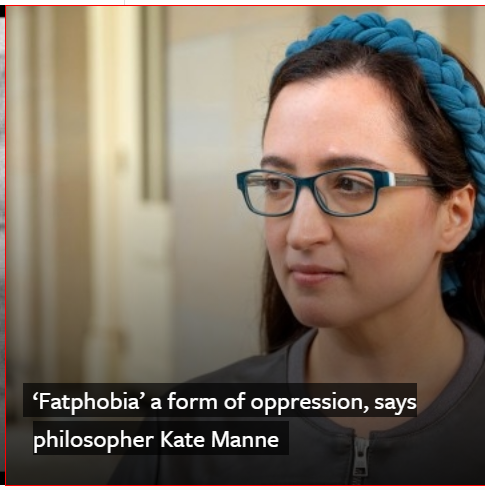 ‘Fatphobia’ a form of oppression, says
philosopher Kate Manne